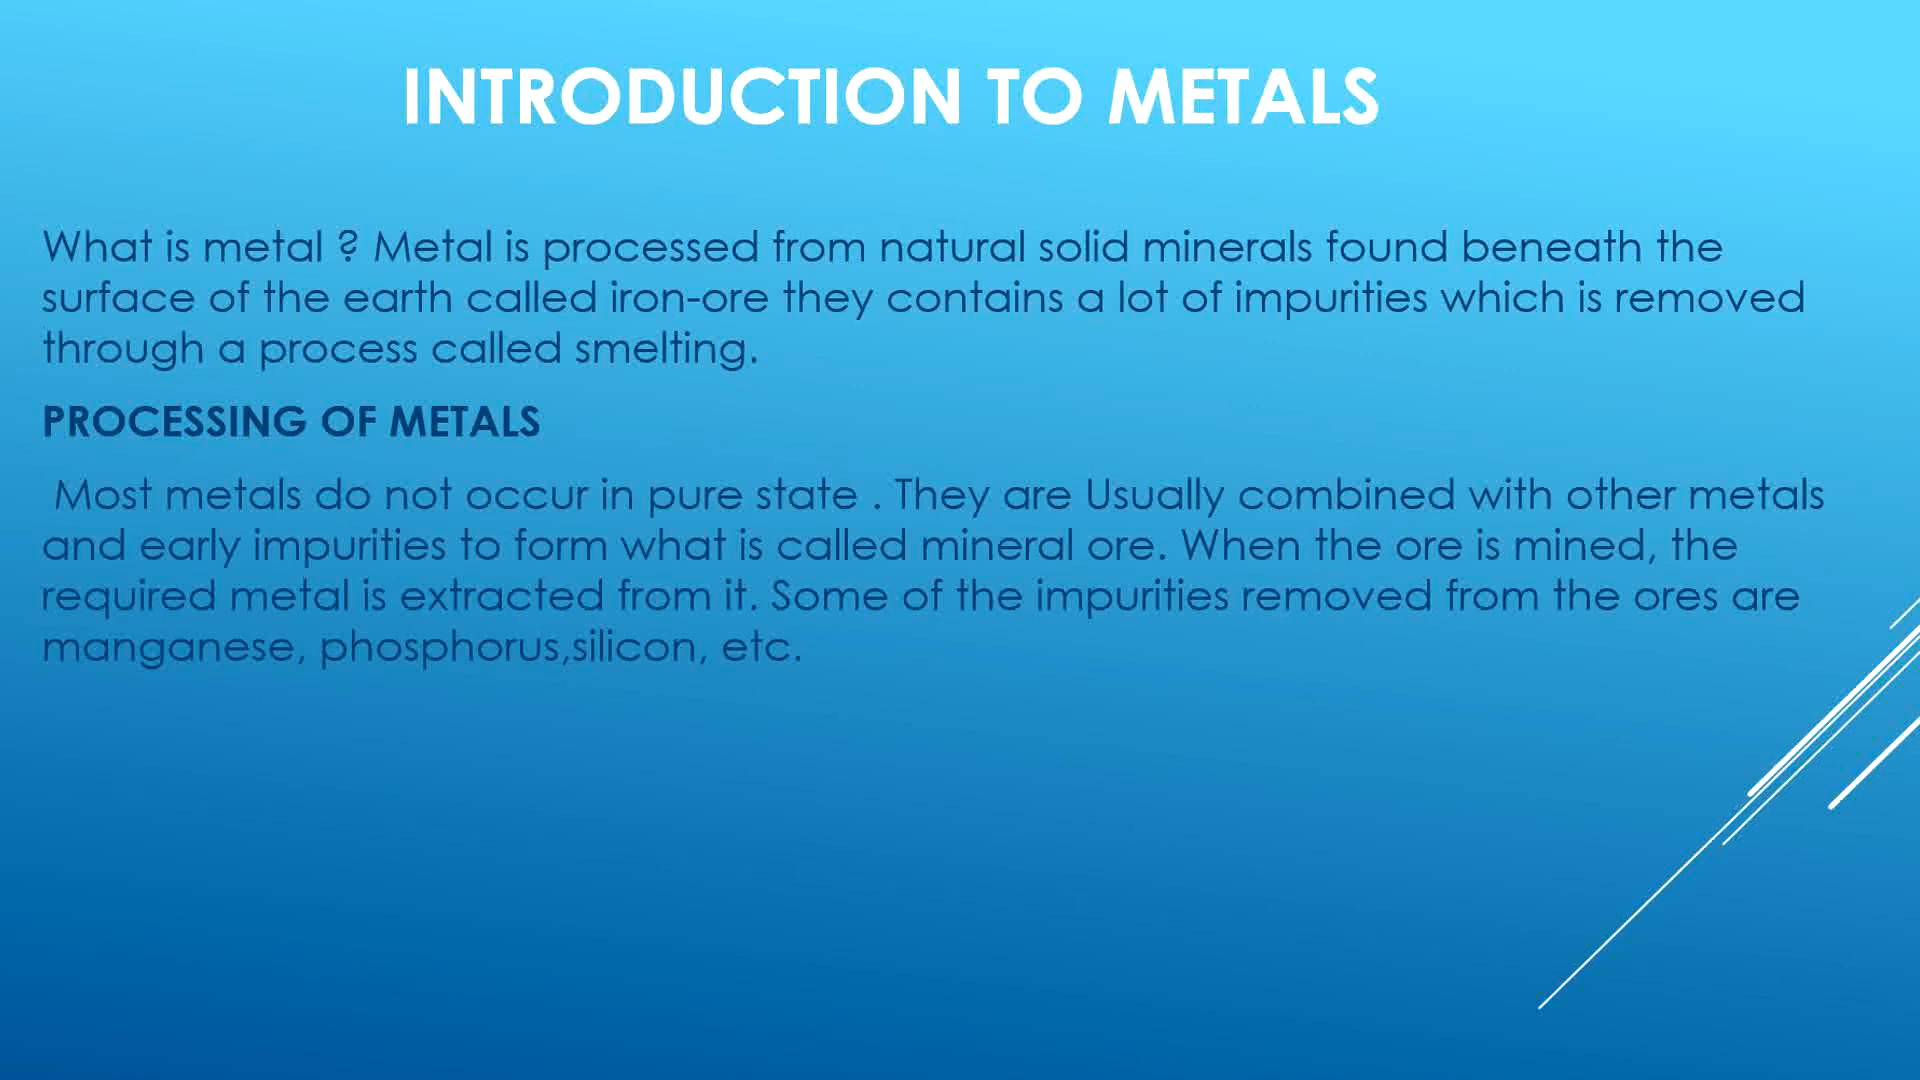 INTRODUCTION TO METALS
What is metal ? Metal is processed from natural solid minerals found beneath the
surface of the earth called iron-ore they contains a lot of impurities which is removed
through a process called smelting.
PROCESSING OF METALS
Most metals do not occur in pure state . They are Usually combined with other metals
and early impurities to form what is called mineral ore. When the ore is mined, the
required metal is extracted from it. Some of the impurities removed from the ores are
manganese, phosphorus,silicon, etc.